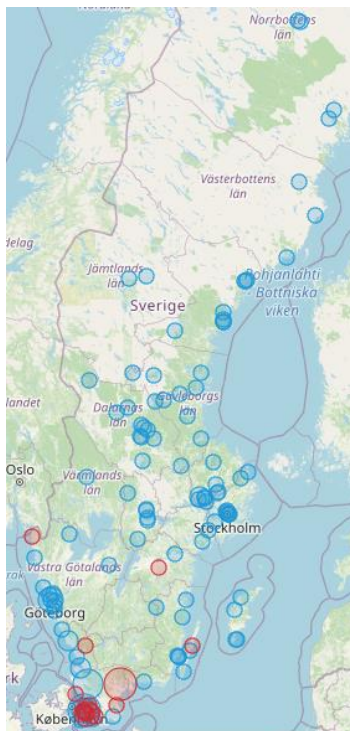 Norrbottens
län
Västerbottens
län
Jämtlands
län
Pohjanlahti
- Bottniska
viken
Sverige
Gävleborgs
län
Dalarnas
län
Oslo
Värmlands
län
Stockholm
Västra Götalands
län
Göteborg